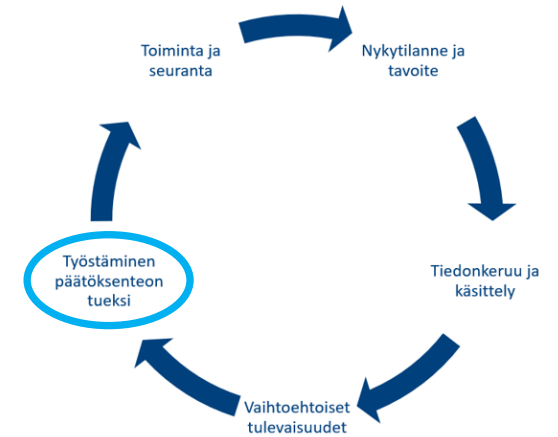 Toiminta ja
seuranta
Nykytilanne ja
tavoite
Tiedonkeruu ja
käsittely
Vaihtoehtoiset
tulevaisuudet
Työstäminen
päätöksenteon
tueksi